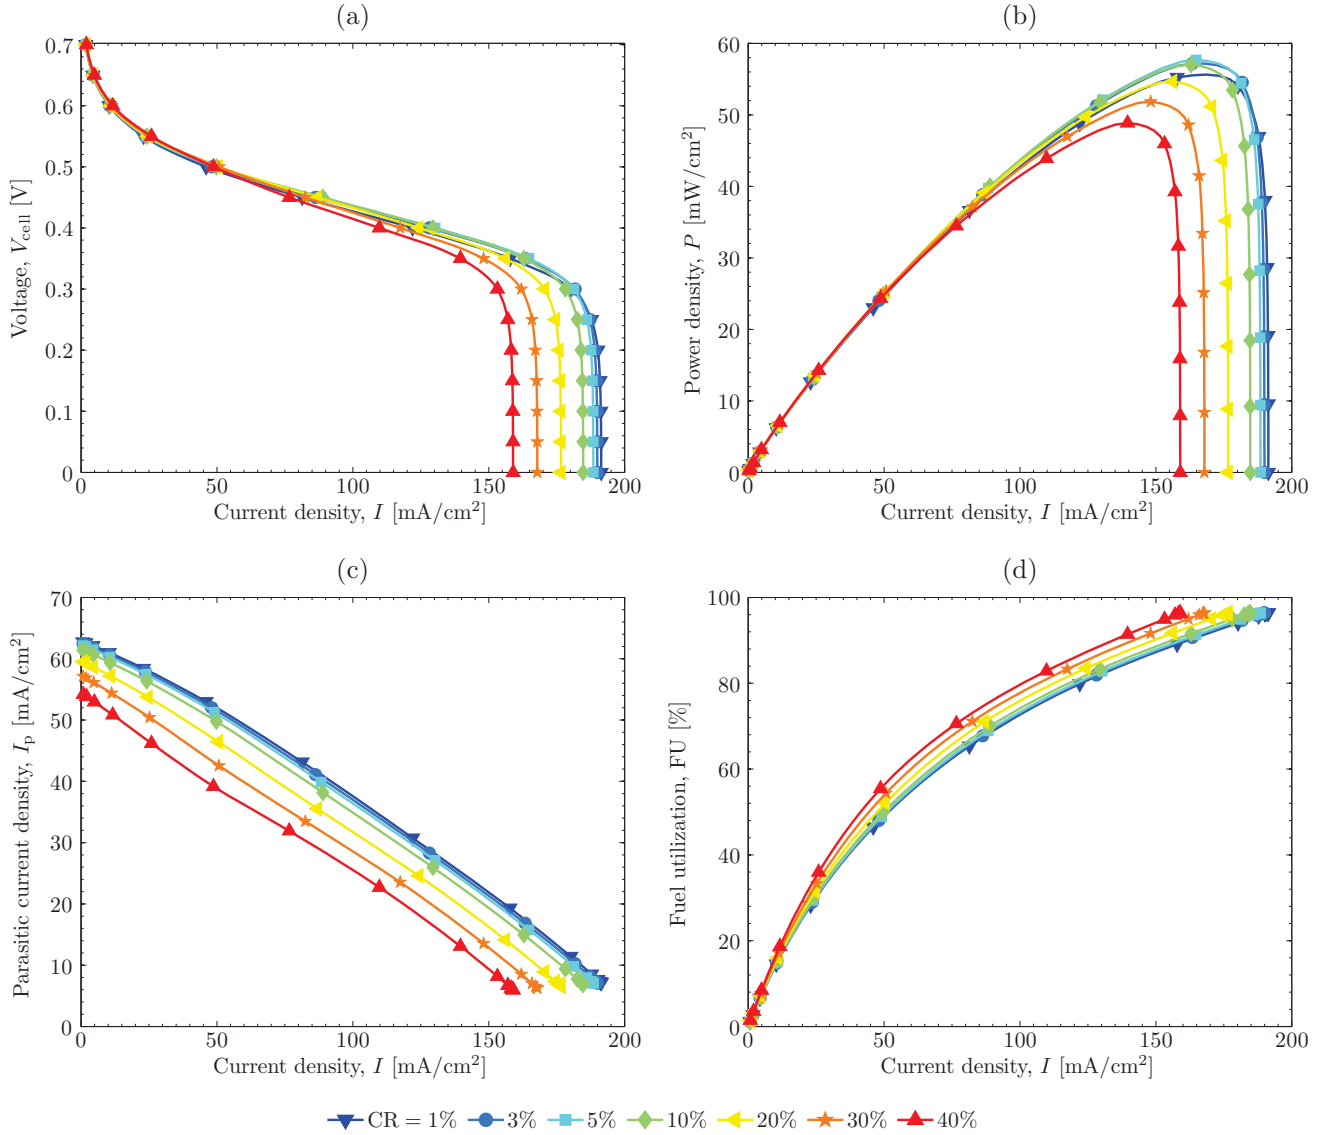 (a)
0.7
0.6
0.5
0.4
0.3
0.2
0.1
0
0 50 100 150 200
Voltage, V_cell [V]
Current density, I [mA/cm²]
(b)
60
50
40
30
20
10
0
0 50 100 150 200
Power density, P [mW/cm²]
Current density, I [mA/cm²]
(c)
70
60
50
40
30
20
10
0
0 50 100 150 200
Parasitic current density, I_p [mA/cm²]
Current density, I [mA/cm²]
(d)
100
80
60
40
20
0
0 50 100 150 200
Fuel utilization, FU [%]
Current density, I [mA/cm²]
CR = 1% 3% 5% 10% 20% 30% 40%